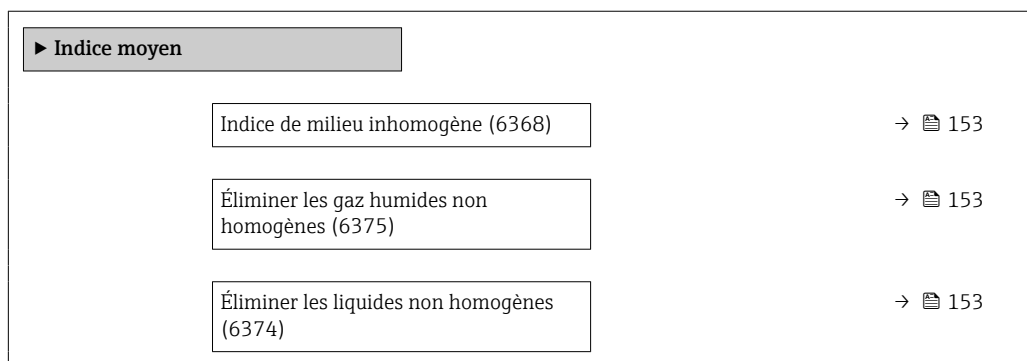 ▶ Indice moyen
Indice de milieu inhomogène (6368) → 153
Éliminer les gaz humides non
homogènes (6375) → 153
Éliminer les liquides non homogènes
(6374) → 153